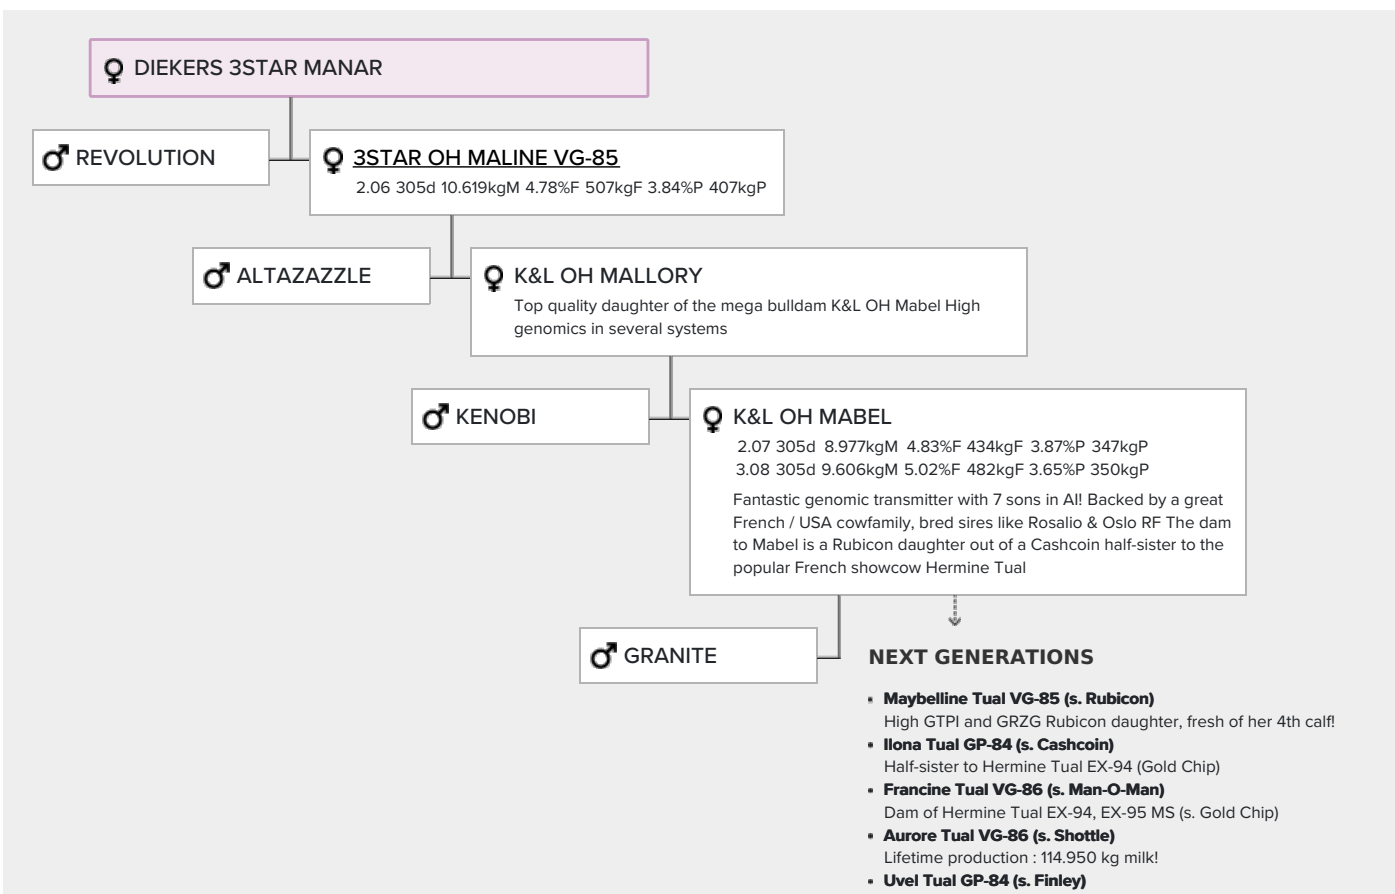 DIEKERS 3STAR MANAR
REVOLUTION
3STAR OH MALINE VG-85
2.06 305d 10.619kgM 4.78%F 507kgF 3.84%P 407kgP
ALTAZAZZLE
K&L OH MALLORY
Top quality daughter of the mega bulldam K&L OH Mabel High
genomics in several systems
KENOBI
K&L OH MABEL
2.07 305d 8.977kgM 4.83%F 434kgF 3.87%P 347kgP
3.08 305d 9.606kgM 5.02%F 482kgF 3.65%P 350kgP
Fantastic genomic transmitter with 7 sons in AI! Backed by a great
French / USA cowfamily, bred sires like Rosalio & Oslo RF The dam
to Mabel is a Rubicon daughter out of a Cashcoin half-sister to the
popular French showcow Hermine Tual
GRANITE
NEXT GENERATIONS
• Maybelline Tual VG-85 (s. Rubicon)
High GTPI and GRZG Rubicon daughter, fresh of her 4th calf!
• Ilona Tual GP-84 (s. Cashcoin)
Half-sister to Hermine Tual EX-94 (Gold Chip)
• Francine Tual VG-86 (s. Man-O-Man)
Dam of Hermine Tual EX-94, EX-95 MS (s. Gold Chip)
• Aurore Tual VG-86 (s. Shottle)
Lifetime production : 114.950 kg milk!
• Uvel Tual GP-84 (s. Finley)